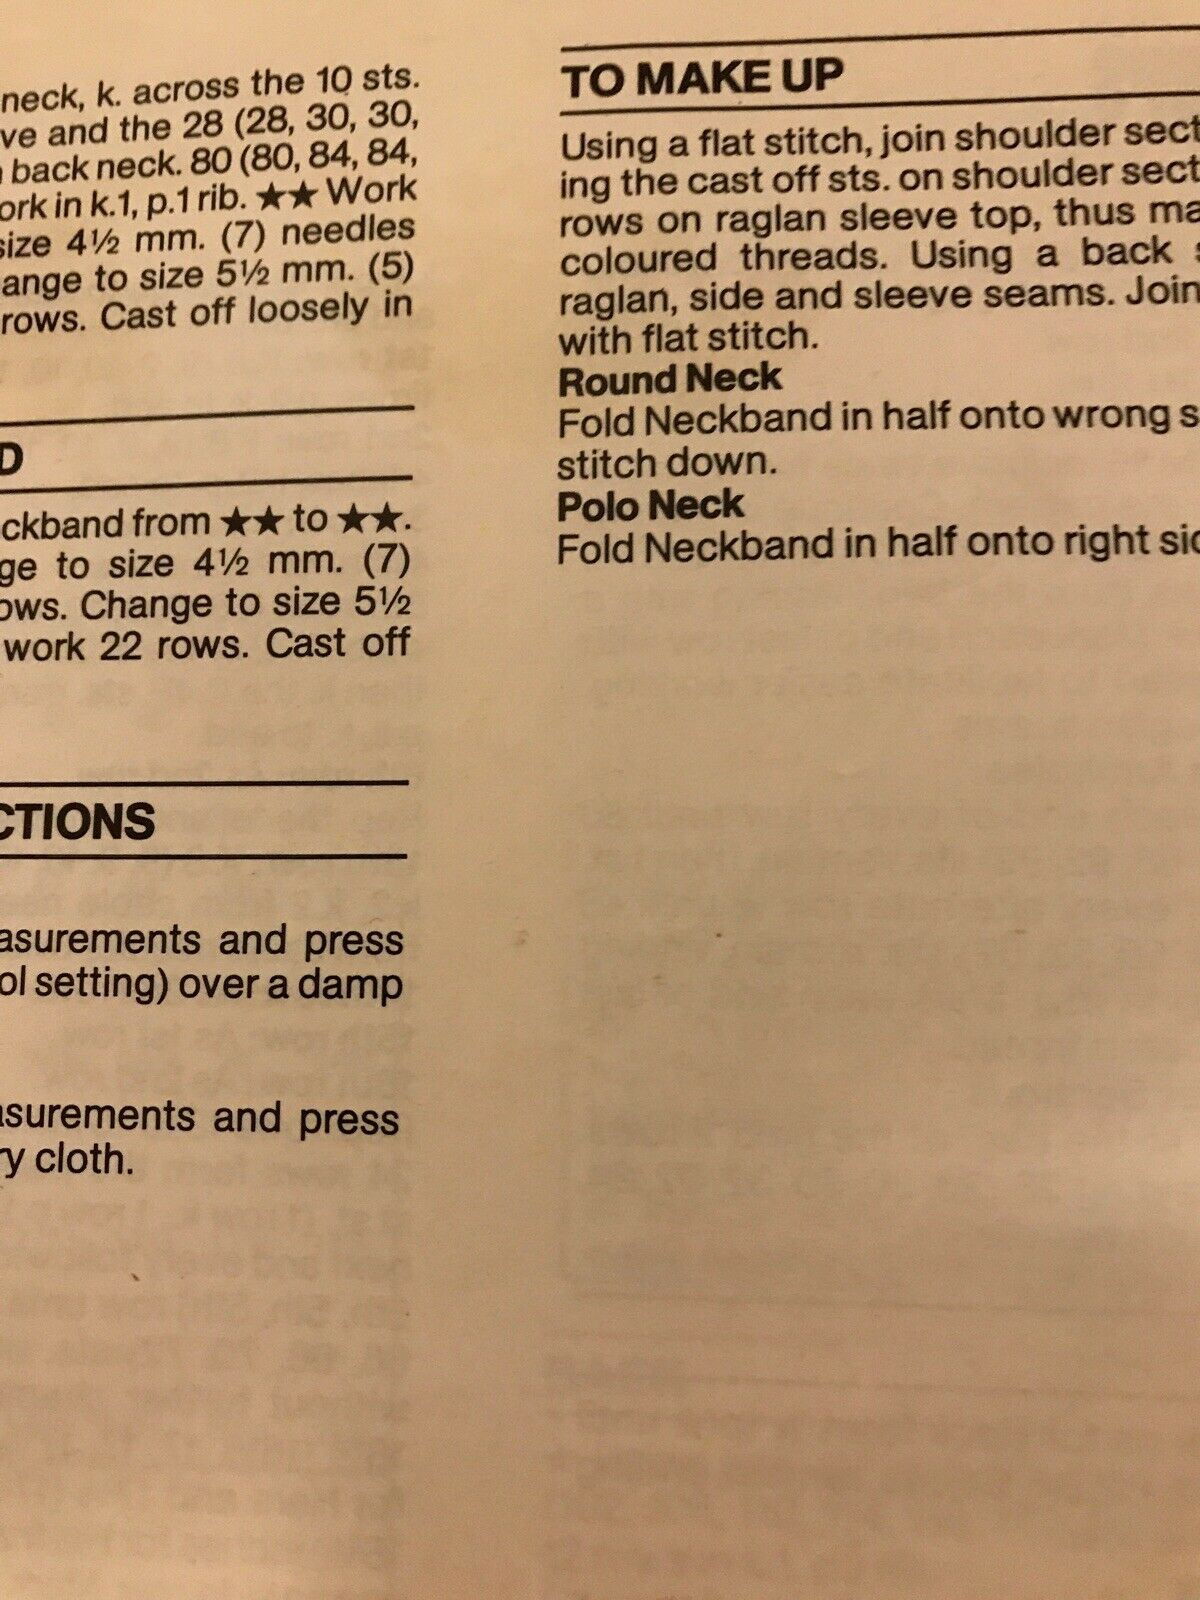 neck, k. across the 10 sts.
ve and the 28 (28, 30, 30,
back neck. 80 (80, 84, 84,
ork in k.1, p.1 rib. ★★ Work
size 4½ mm. (7) needles
ange to size 5½ mm. (5)
rows. Cast off loosely in
D
ckband from ★★ to ★★.
ge to size 4½ mm. (7)
ows. Change to size 5½
work 22 rows. Cast off
CTIONS
asurements and press
ol setting) over a damp
asurements and press
ry cloth.
TO MAKE UP
Using a flat stitch, join shoulder sect
ing the cast off sts. on shoulder sect
rows on raglan sleeve top, thus ma
coloured threads. Using a back s
raglan, side and sleeve seams. Join
with flat stitch.
Round Neck
Fold Neckband in half onto wrong s
stitch down.
Polo Neck
Fold Neckband in half onto right sid